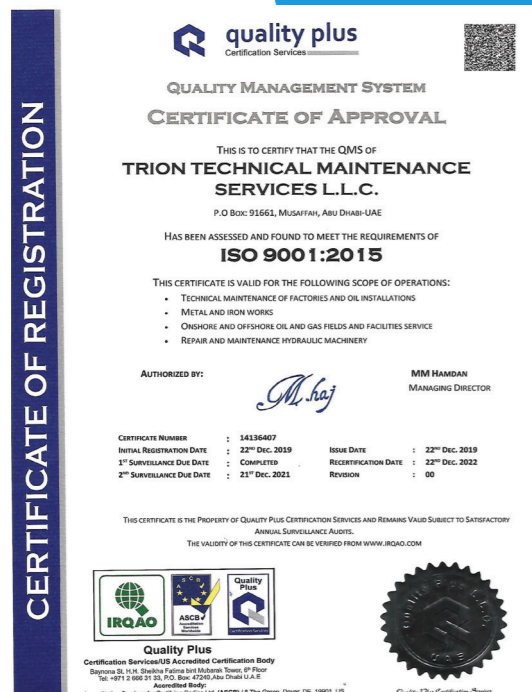 quality plus
Certification Services
QUALITY MANAGEMENT SYSTEM
CERTIFICATE OF APPROVAL
THIS IS TO CERTIFY THAT THE QMS OF
TRION TECHNICAL MAINTENANCE
SERVICES L.L.C.
P.O BOX: 91661, MUSAFFAH, ABU DHABI-UAE
HAS BEEN ASSESSED AND FOUND TO MEET THE REQUIREMENTS OF
ISO 9001:2015
THIS CERTIFICATE IS VALID FOR THE FOLLOWING SCOPE OF OPERATIONS:
• TECHNICAL MAINTENANCE OF FACTORIES AND OIL INSTALLATIONS
• METAL AND IRON WORKS
• ONSHORE AND OFFSHORE OIL AND GAS FIELDS AND FACILITIES SERVICE
• REPAIR AND MAINTENANCE HYDRAULIC MACHINERY
AUTHORIZED BY:
M.haj
MM HAMDAN
MANAGING DIRECTOR
CERTIFICATE NUMBER : 14136407
INITIAL REGISTRATION DATE : 22ND DEC. 2019 ISSUE DATE : 22ND DEC. 2019
1ST SURVEILLANCE DUE DATE : COMPLETED RECERTIFICATION DATE : 22ND DEC. 2022
2ND SURVEILLANCE DUE DATE : 21ST DEC. 2021 REVISION : 00
THIS CERTIFICATE IS THE PROPERTY OF QUALITY PLUS CERTIFICATION SERVICES AND REMAINS VALID SUBJECT TO SATISFACTORY
ANNUAL SURVEILLANCE AUDITS.
THE VALIDITY OF THIS CERTIFICATE CAN BE VERIFIED FROM WWW.IRQAO.COM
CERTIFICATE OF REGISTRATION
IRQAO
ASCB
Accreditation
Services
Worldwide
Quality
Plus
Quality Plus
Certification Services/US Accredited Certification Body
Baynona St. H.H. Sheikha Fatima bint Mubarak Tower, 6th Floor
Tel: +971 2 666 31 33, P.O. Box: 47240,Abu Dhabi U.A.E
Accredited Body:
Quality Plus Certification Services